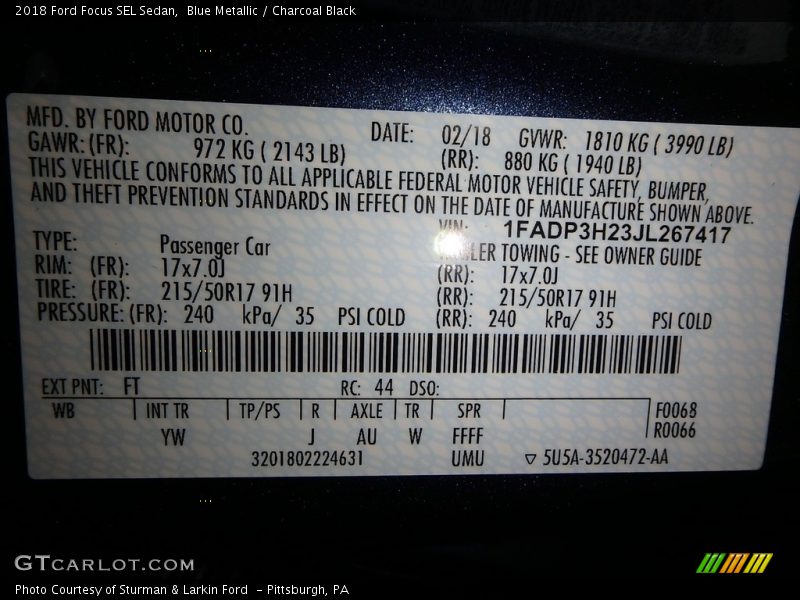 2018 Ford Focus SEL Sedan, Blue Metallic / Charcoal Black
MFD. BY FORD MOTOR CO. DATE: 02/18 GVWR: 1810 KG ( 3990 LB)
GAWR: (FR): 972 KG ( 2143 LB) (RR): 880 KG ( 1940 LB)
THIS VEHICLE CONFORMS TO ALL APPLICABLE FEDERAL MOTOR VEHICLE SAFETY, BUMPER,
AND THEFT PREVENTION STANDARDS IN EFFECT ON THE DATE OF MANUFACTURE SHOWN ABOVE.
VIN: 1FADP3H23JL267417
TYPE: Passenger Car TOWING - SEE OWNER GUIDE
RIM: (FR): 17x7.0J (RR): 17x7.0J
TIRE: (FR): 215/50R17 91H (RR): 215/50R17 91H
PRESSURE: (FR): 240 kPa/ 35 PSI COLD (RR): 240 kPa/ 35 PSI COLD
EXT PNT: FT RC: 44 DSO:
WB INT TR TP/PS R AXLE TR SPR F0068
R0066
YW J AU W FFFF
3201802224631 UMU ▽ 5U5A-3520472-AA
GTCARLOT.COM
Photo Courtesy of Sturman & Larkin Ford - Pittsburgh, PA